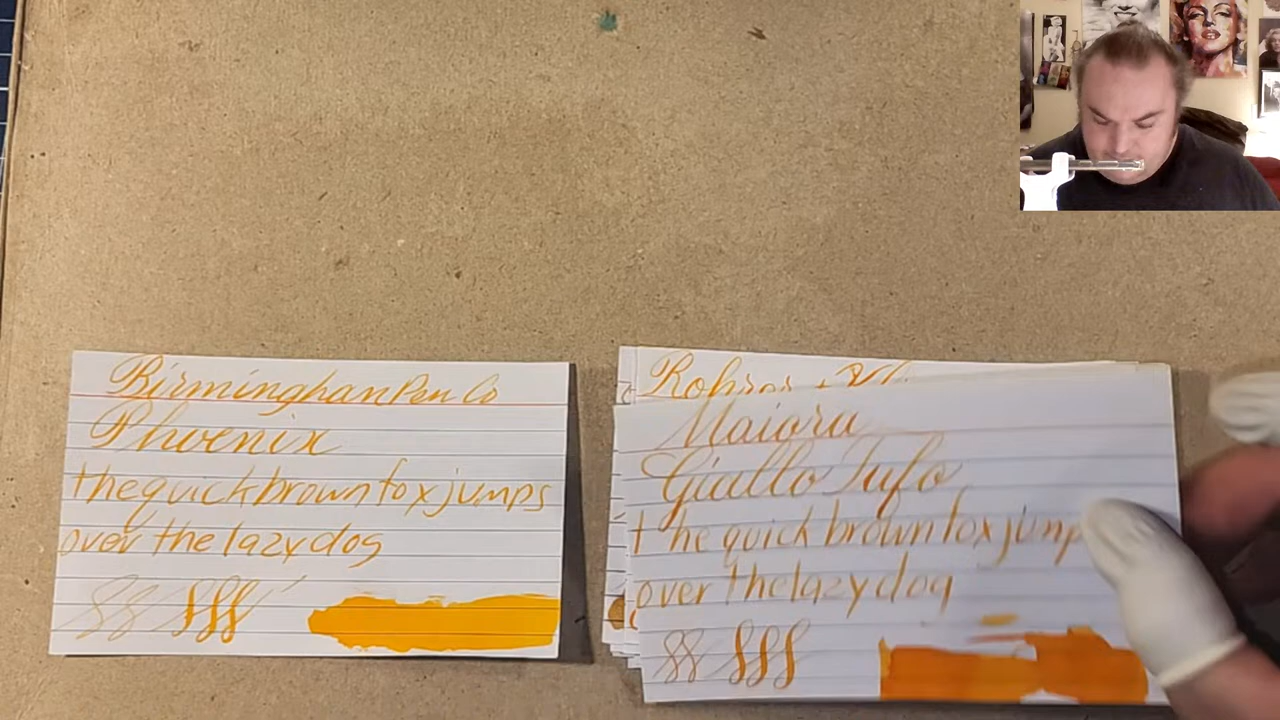 Birminghan Pen Co
Phoenix
the quick brown fox jumps
over the lazy dog
Maiora
Giallo Tufo
the quick brown fox jump
over the lazy dog